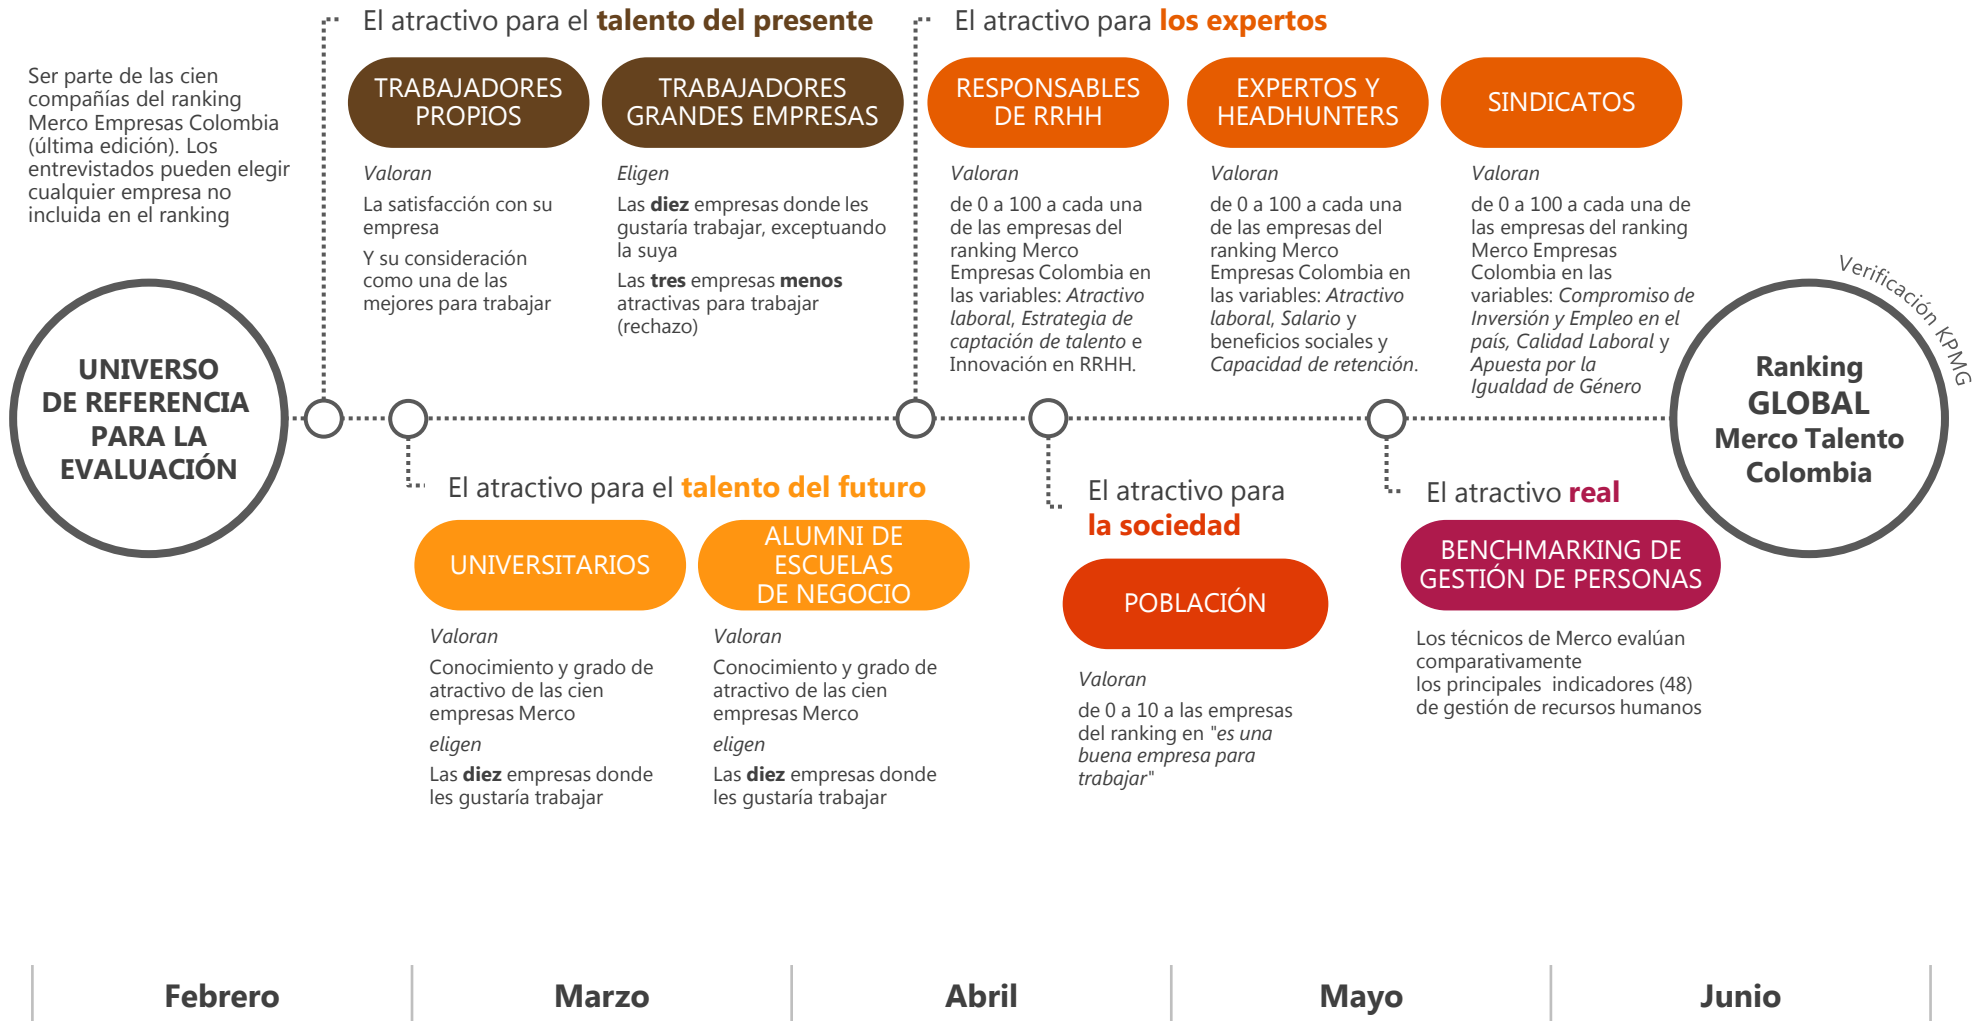 Ser parte de las cien
compañías del ranking
Merco Empresas Colombia
(última edición). Los
entrevistados pueden elegir
cualquier empresa no
incluida en el ranking
UNIVERSO
DE REFERENCIA
PARA LA
EVALUACIÓN
El atractivo para el talento del presente
TRABAJADORES
PROPIOS
Valoran
La satisfacción con su
empresa
Y su consideración
como una de las
mejores para trabajar
TRABAJADORES
GRANDES EMPRESAS
Eligen
Las diez empresas donde les
gustaría trabajar, exceptuando
la suya
Las tres empresas menos
atractivas para trabajar
(rechazo)
El atractivo para los expertos
RESPONSABLES
DE RRHH
Valoran
de 0 a 100 a cada una
de las empresas del
ranking Merco
Empresas Colombia en
las variables: Atractivo
laboral, Estrategia de
captación de talento e
Innovación en RRHH.
EXPERTOS Y
HEADHUNTERS
Valoran
de 0 a 100 a cada una
de las empresas del
ranking Merco
Empresas Colombia en
las variables: Atractivo
laboral, Salario y
beneficios sociales y
Capacidad de retención.
SINDICATOS
Valoran
de 0 a 100 a cada una de
las empresas del ranking
Merco Empresas
Colombia en las
variables: Compromiso de
Inversión y Empleo en el
país, Calidad Laboral y
Apuesta por la
Igualdad de Género
Verificación KPMG
Ranking
GLOBAL
Merco Talento
Colombia
El atractivo para el talento del futuro
UNIVERSITARIOS
Valoran
Conocimiento y grado de
atractivo de las cien
empresas Merco
eligen
Las diez empresas donde
les gustaría trabajar
ALUMNI DE
ESCUELAS
DE NEGOCIO
Valoran
Conocimiento y grado de
atractivo de las cien
empresas Merco
eligen
Las diez empresas donde
les gustaría trabajar
El atractivo para
la sociedad
POBLACIÓN
Valoran
de 0 a 10 a las empresas
del ranking en "es una
buena empresa para
trabajar"
El atractivo real
BENCHMARKING DE
GESTIÓN DE PERSONAS
Los técnicos de Merco evalúan
comparativamente
los principales indicadores (48)
de gestión de recursos humanos
Febrero
Marzo
Abril
Mayo
Junio